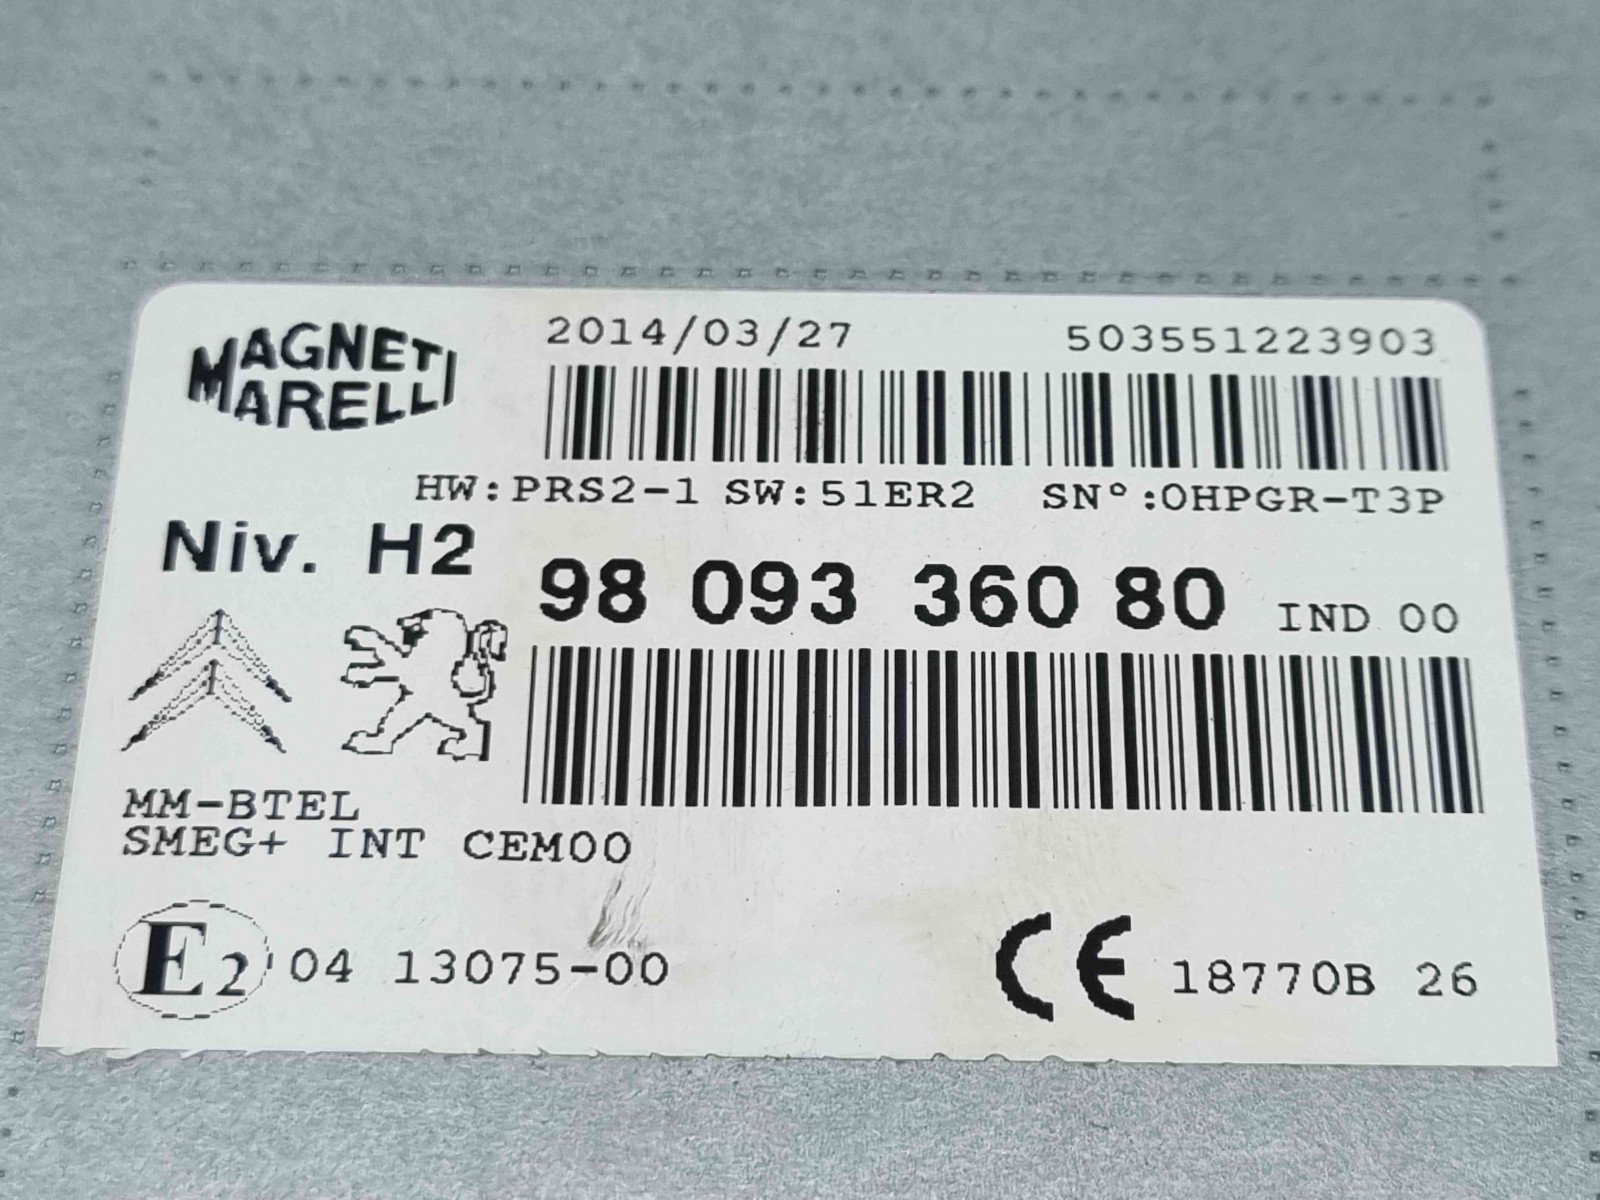 MAGNETI
MARELLI
2014/03/27 503551223903
HW:PRS2-1 SW:51ER2 SN°:0HPGR-T3P
Niv. H2
98 093 360 80 IND 00
MM-BTEL
SMEG+ INT CEM00
E2 04 13075-00
CE 18770B 26